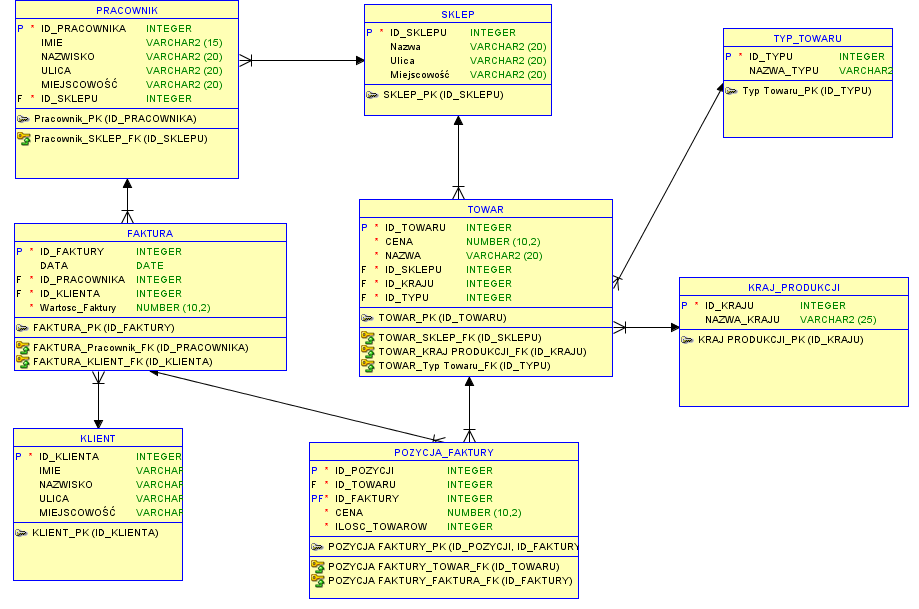 PRACOWNIK
P * ID_PRACOWNIKA INTEGER
IMIE VARCHAR2 (15)
NAZWISKO VARCHAR2 (20)
ULICA VARCHAR2 (20)
MIEJSCOWOŚĆ VARCHAR2 (20)
F * ID_SKLEPU INTEGER
Pracownik_PK (ID_PRACOWNIKA)
Pracownik_SKLEP_FK (ID_SKLEPU)
SKLEP
P * ID_SKLEPU INTEGER
Nazwa VARCHAR2 (20)
Ulica VARCHAR2 (20)
Miejscowość VARCHAR2 (20)
SKLEP_PK (ID_SKLEPU)
TYP_TOWARU
P * ID_TYPU INTEGER
NAZWA_TYPU VARCHAR2
Typ Towaru_PK (ID_TYPU)
FAKTURA
P * ID_FAKTURY INTEGER
DATA DATE
F * ID_PRACOWNIKA INTEGER
F * ID_KLIENTA INTEGER
* Wartosc_Faktury NUMBER (10,2)
FAKTURA_PK (ID_FAKTURY)
FAKTURA_Pracownik_FK (ID_PRACOWNIKA)
FAKTURA_KLIENT_FK (ID_KLIENTA)
TOWAR
P * ID_TOWARU INTEGER
* CENA NUMBER (10,2)
* NAZWA VARCHAR2 (20)
F * ID_SKLEPU INTEGER
F * ID_KRAJU INTEGER
F * ID_TYPU INTEGER
TOWAR_PK (ID_TOWARU)
TOWAR_SKLEP_FK (ID_SKLEPU)
TOWAR_KRAJ PRODUKCJI_FK (ID_KRAJU)
TOWAR_Typ Towaru_FK (ID_TYPU)
KRAJ_PRODUKCJI
P * ID_KRAJU INTEGER
NAZWA_KRAJU VARCHAR2 (25)
KRAJ PRODUKCJI_PK (ID_KRAJU)
KLIENT
P * ID_KLIENTA INTEGER
IMIE VARCHAR
NAZWISKO VARCHAR
ULICA VARCHAR
MIEJSCOWOŚĆ VARCHAR
KLIENT_PK (ID_KLIENTA)
POZYCJA_FAKTURY
P * ID_POZYCJI INTEGER
F * ID_TOWARU INTEGER
PF* ID_FAKTURY INTEGER
* CENA NUMBER (10,2)
* ILOSC_TOWAROW INTEGER
POZYCJA FAKTURY_PK (ID_POZYCJI, ID_FAKTURY
POZYCJA FAKTURY_TOWAR_FK (ID_TOWARU)
POZYCJA FAKTURY_FAKTURA_FK (ID_FAKTURY)